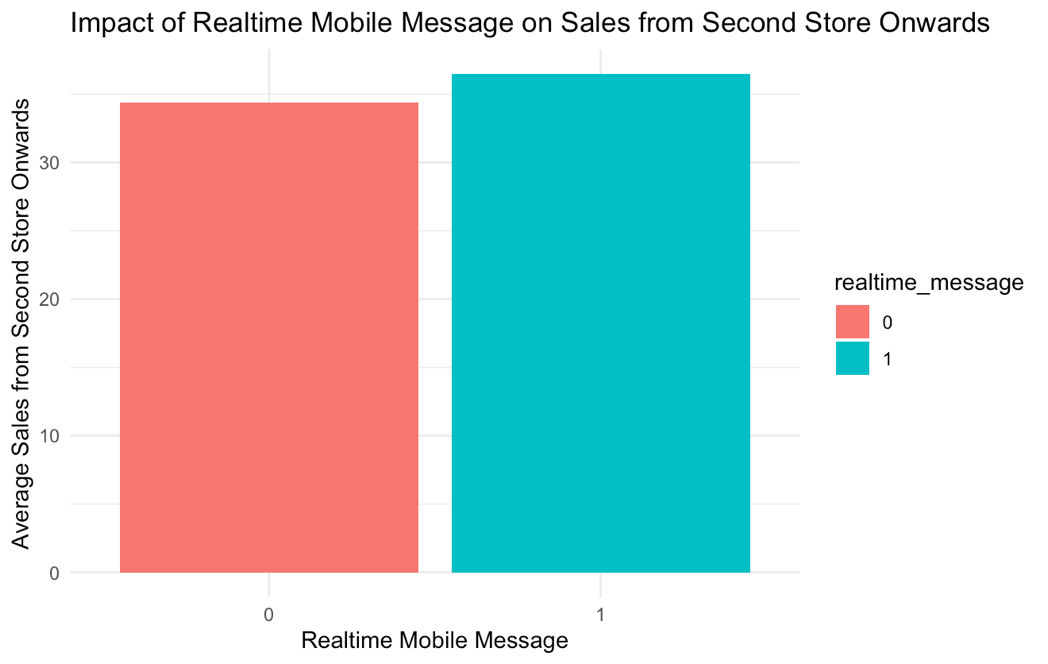 Impact of Realtime Mobile Message on Sales from Second Store Onwards
Average Sales from Second Store Onwards
30
20
10
0
0
1
Realtime Mobile Message
realtime_message
0
1